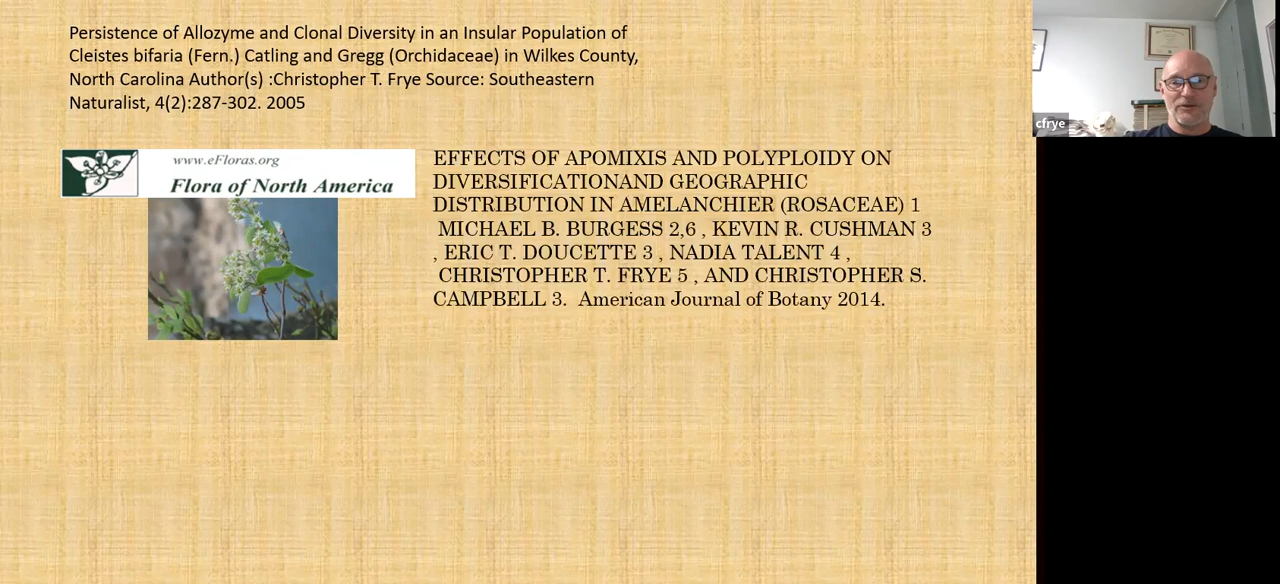 Persistence of Allozyme and Clonal Diversity in an Insular Population of
Cleistes bifaria (Fern.) Catling and Gregg (Orchidaceae) in Wilkes County,
North Carolina Author(s) :Christopher T. Frye Source: Southeastern
Naturalist, 4(2):287-302. 2005
www.eFloras.org
Flora of North America
EFFECTS OF APOMIXIS AND POLYPLOIDY ON
DIVERSIFICATIONAND GEOGRAPHIC
DISTRIBUTION IN AMELANCHIER (ROSACEAE) 1
MICHAEL B. BURGESS 2,6 , KEVIN R. CUSHMAN 3
, ERIC T. DOUCETTE 3 , NADIA TALENT 4 ,
CHRISTOPHER T. FRYE 5 , AND CHRISTOPHER S.
CAMPBELL 3. American Journal of Botany 2014.
cfrye